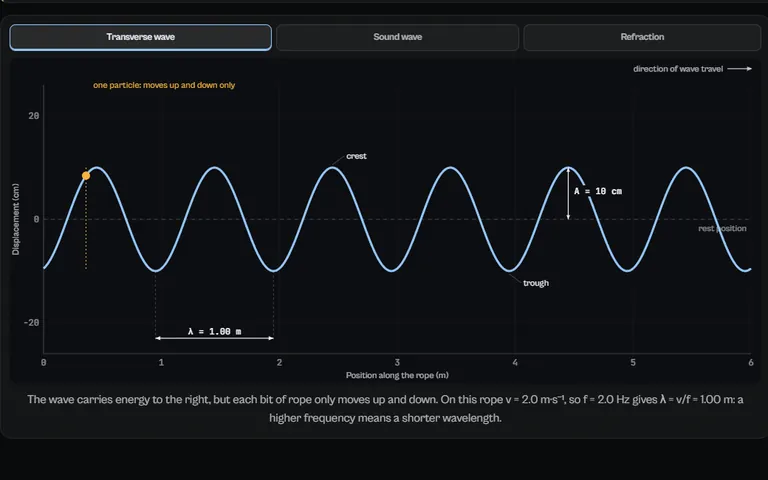 Transverse wave
Sound wave
Refraction
direction of wave travel
one particle: moves up and down only
20
crest
A = 10 cm
Displacement (cm)
0
rest position
trough
-20
λ = 1.00 m
0 1 2 3 4 5 6
Position along the rope (m)
The wave carries energy to the right, but each bit of rope only moves up and down. On this rope v = 2.0 m·s⁻¹, so f = 2.0 Hz gives λ = v/f = 1.00 m: a
higher frequency means a shorter wavelength.